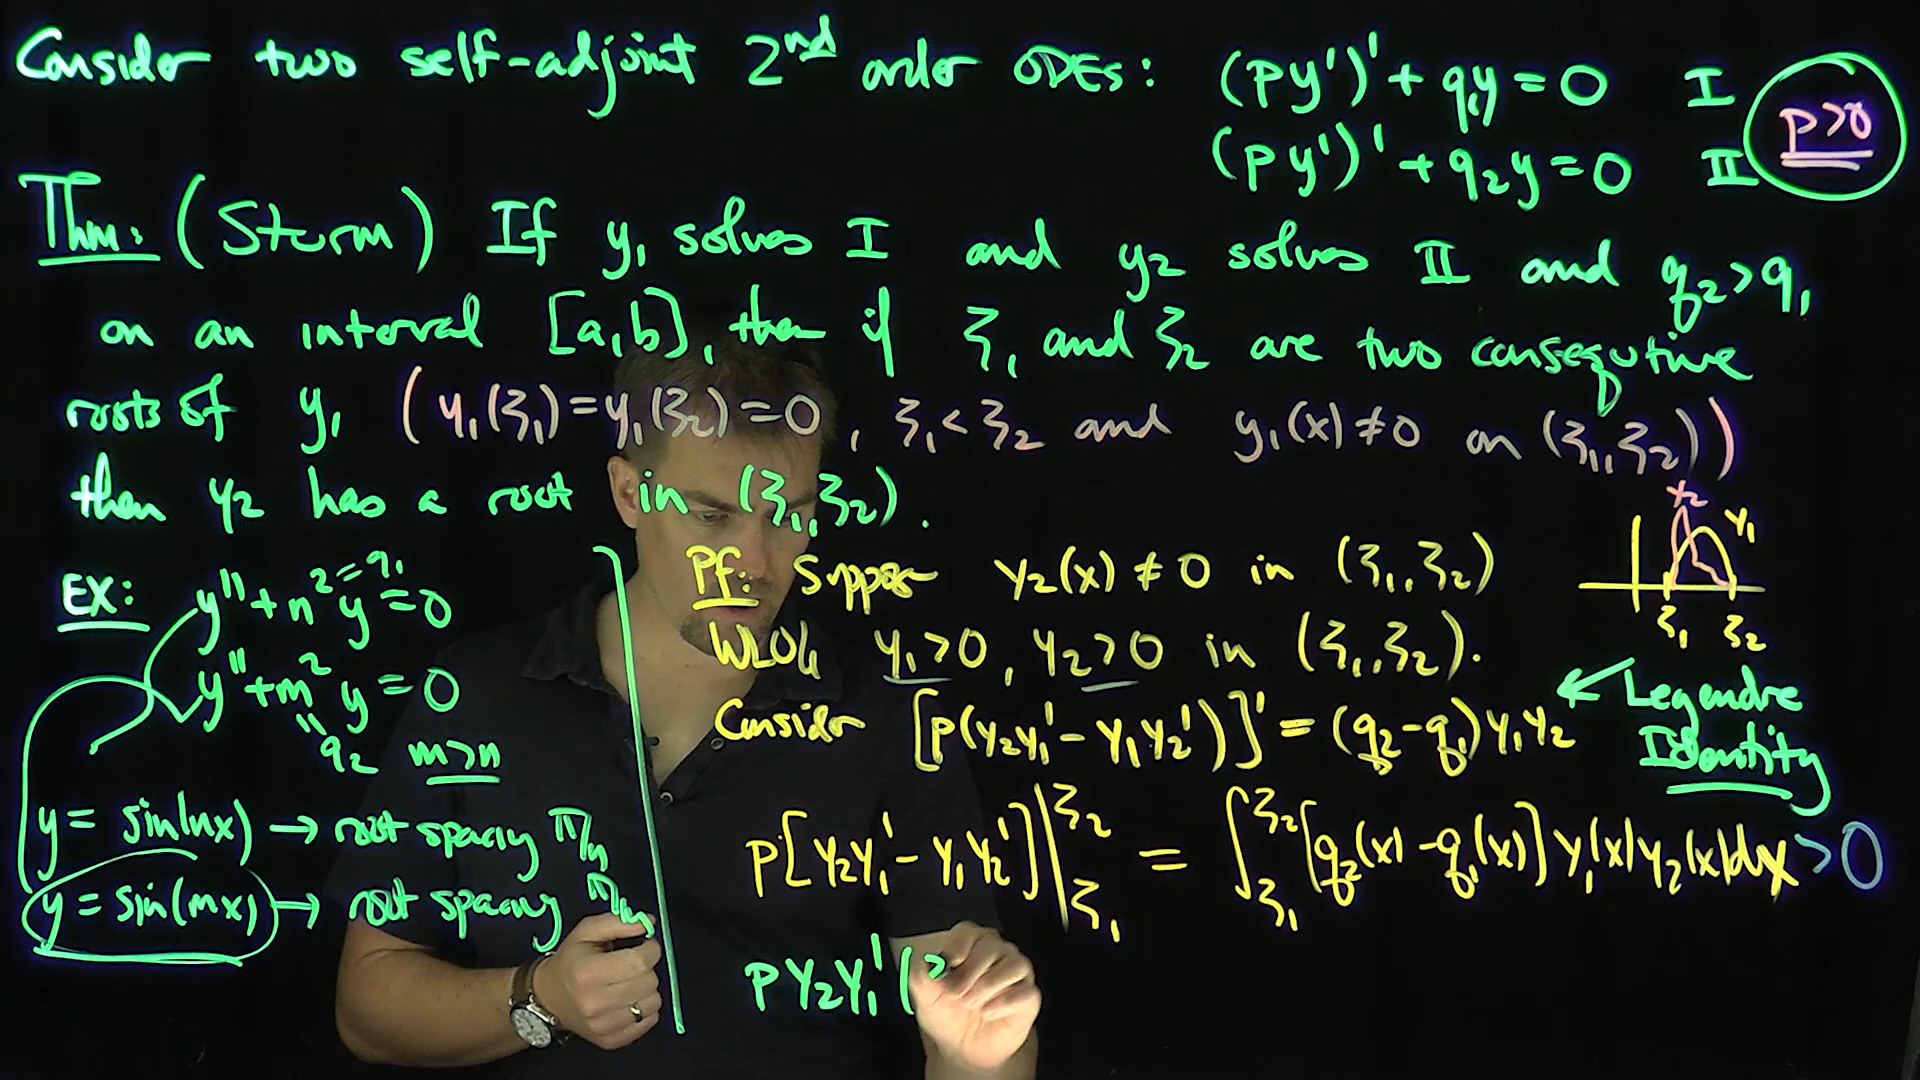 Consider two self-adjoint 2nd order ODEs: (py')' + q₁y = 0 I
(py')' + q₂y = 0 II
p>0
Thm: (Sturm) If y₁ solves I and y₂ solves II and q₂>q₁
on an interval [a,b], then if ξ₁ and ξ₂ are two consequtive
roots of y₁ (y₁(ξ₁)=y₁(ξ₂)=0, ξ₁<ξ₂ and y₁(x)≠0 on (ξ₁,ξ₂))
then y₂ has a root in (ξ₁,ξ₂).
EX: y'' + n² y = 0
= q₁
y'' + m² y = 0
"
q₂ m>n
y = sin(nx) → root spacing π/n
y = sin(mx) → root spacing π/m
Pf: Suppose y₂(x) ≠ 0 in (ξ₁,ξ₂)
y₂
y₁
ξ₁ ξ₂
WLOG y₁>0, y₂>0 in (ξ₁,ξ₂).
Consider [p(y₂y₁' - y₁y₂')]' = (q₂-q₁)y₁y₂
← Legendre
Identity
p[y₂y₁' - y₁y₂']|ξ₁^ξ₂ = ∫ξ₁^ξ₂ [q₂(x) - q₁(x)] y₁(x) y₂(x) dx > 0
p y₂y₁' (